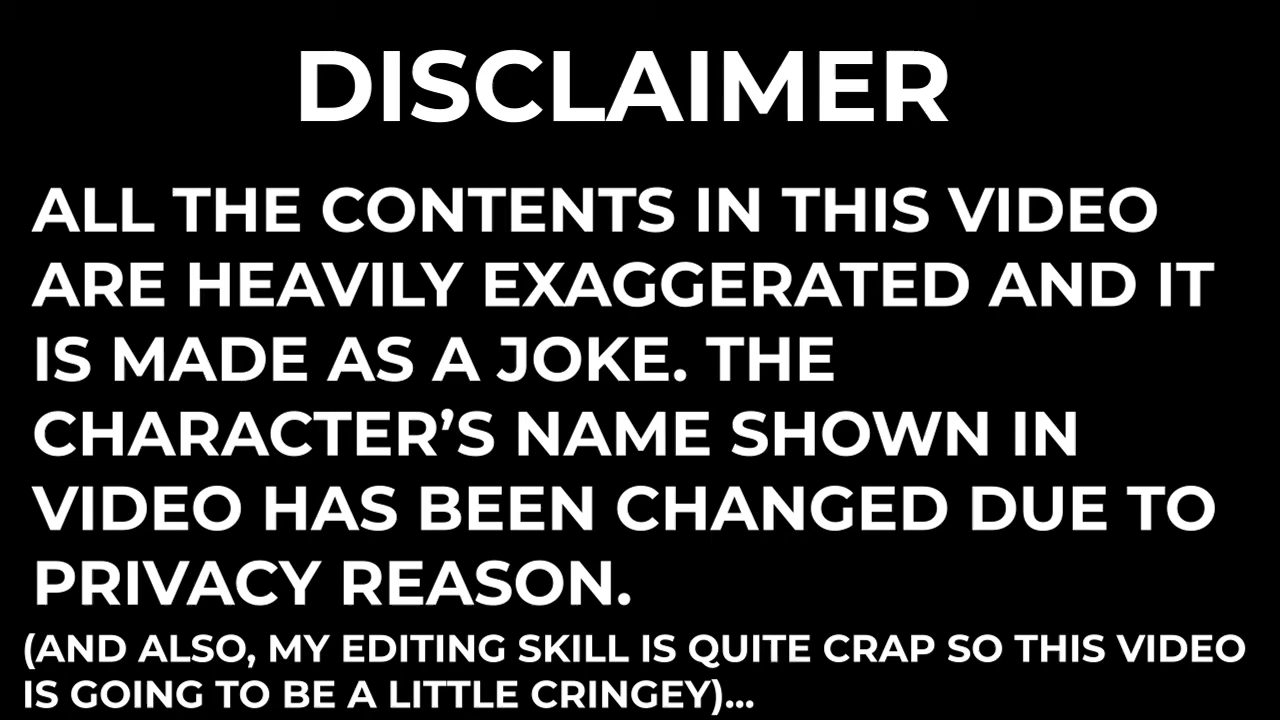 DISCLAIMER
ALL THE CONTENTS IN THIS VIDEO
ARE HEAVILY EXAGGERATED AND IT
IS MADE AS A JOKE. THE
CHARACTER’S NAME SHOWN IN
VIDEO HAS BEEN CHANGED DUE TO
PRIVACY REASON.
(AND ALSO, MY EDITING SKILL IS QUITE CRAP SO THIS VIDEO
IS GOING TO BE A LITTLE CRINGEY)...